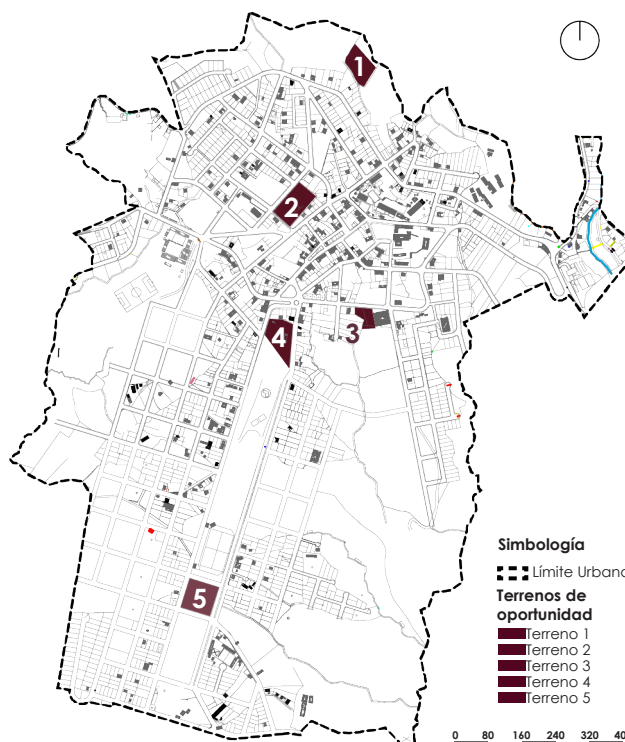 1
2
3
4
5
Simbología
Límite Urbano
Terrenos de
oportunidad
Terreno 1
Terreno 2
Terreno 3
Terreno 4
Terreno 5
0 80 160 240 320 40